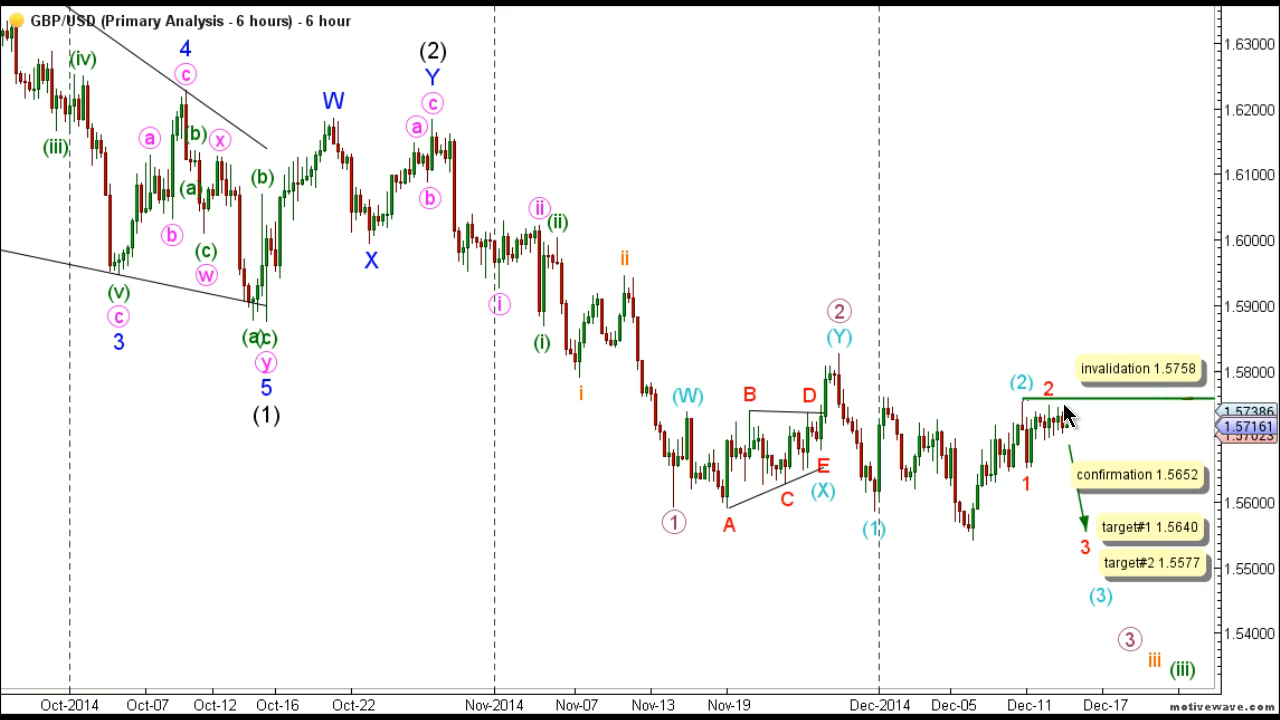 GBP/USD (Primary Analysis - 6 hours) - 6 hour
(iv)
4
c
(2)
Y
c
W
a
a
(b)
x
(iii)
(b)
(a)
b
b
(c)
w
X
ii
(ii)
ii
(v)
c
3
i
(a)
(c)
y
5
(1)
(i)
i
2
(Y)
(W)
B
D
E
(X)
C
A
1
(1)
(2)
2
1
invalidation 1.5758
confirmation 1.5652
target#1 1.5640
3
target#2 1.5577
(3)
3
iii
(iii)
1.63000
1.62000
1.61000
1.60000
1.59000
1.58000
1.57386
1.57161
1.57023
1.56000
1.55000
1.54000
Oct-2014
Oct-07
Oct-12
Oct-16
Oct-22
Nov-2014
Nov-07
Nov-13
Nov-19
Dec-2014
Dec-05
Dec-11
Dec-17
motivewave.com